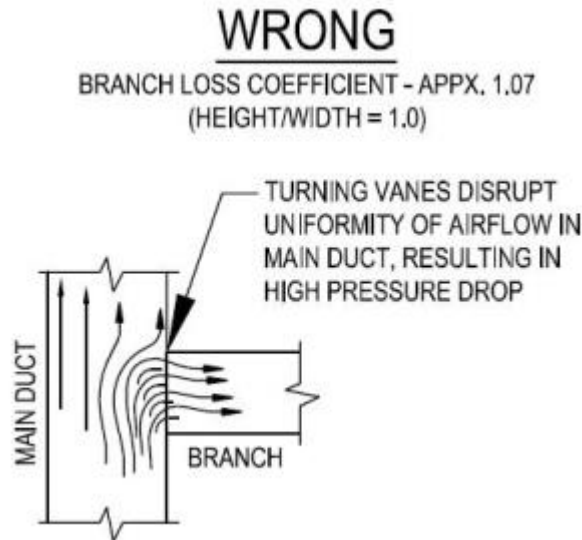 WRONG
BRANCH LOSS COEFFICIENT - APPX. 1.07
(HEIGHT/WIDTH = 1.0)
TURNING VANES DISRUPT
UNIFORMITY OF AIRFLOW IN
MAIN DUCT, RESULTING IN
HIGH PRESSURE DROP
MAIN DUCT
BRANCH